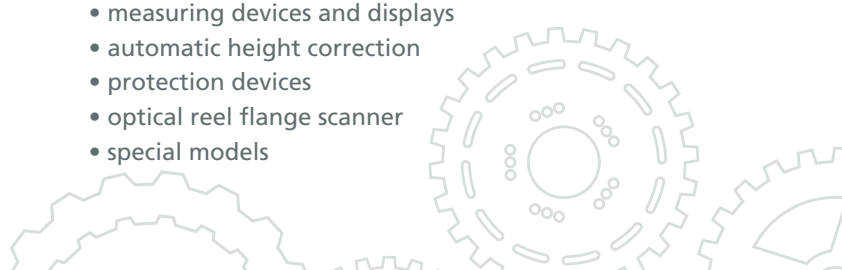 • measuring devices and displays
• automatic height correction
• protection devices
• optical reel flange scanner
• special models